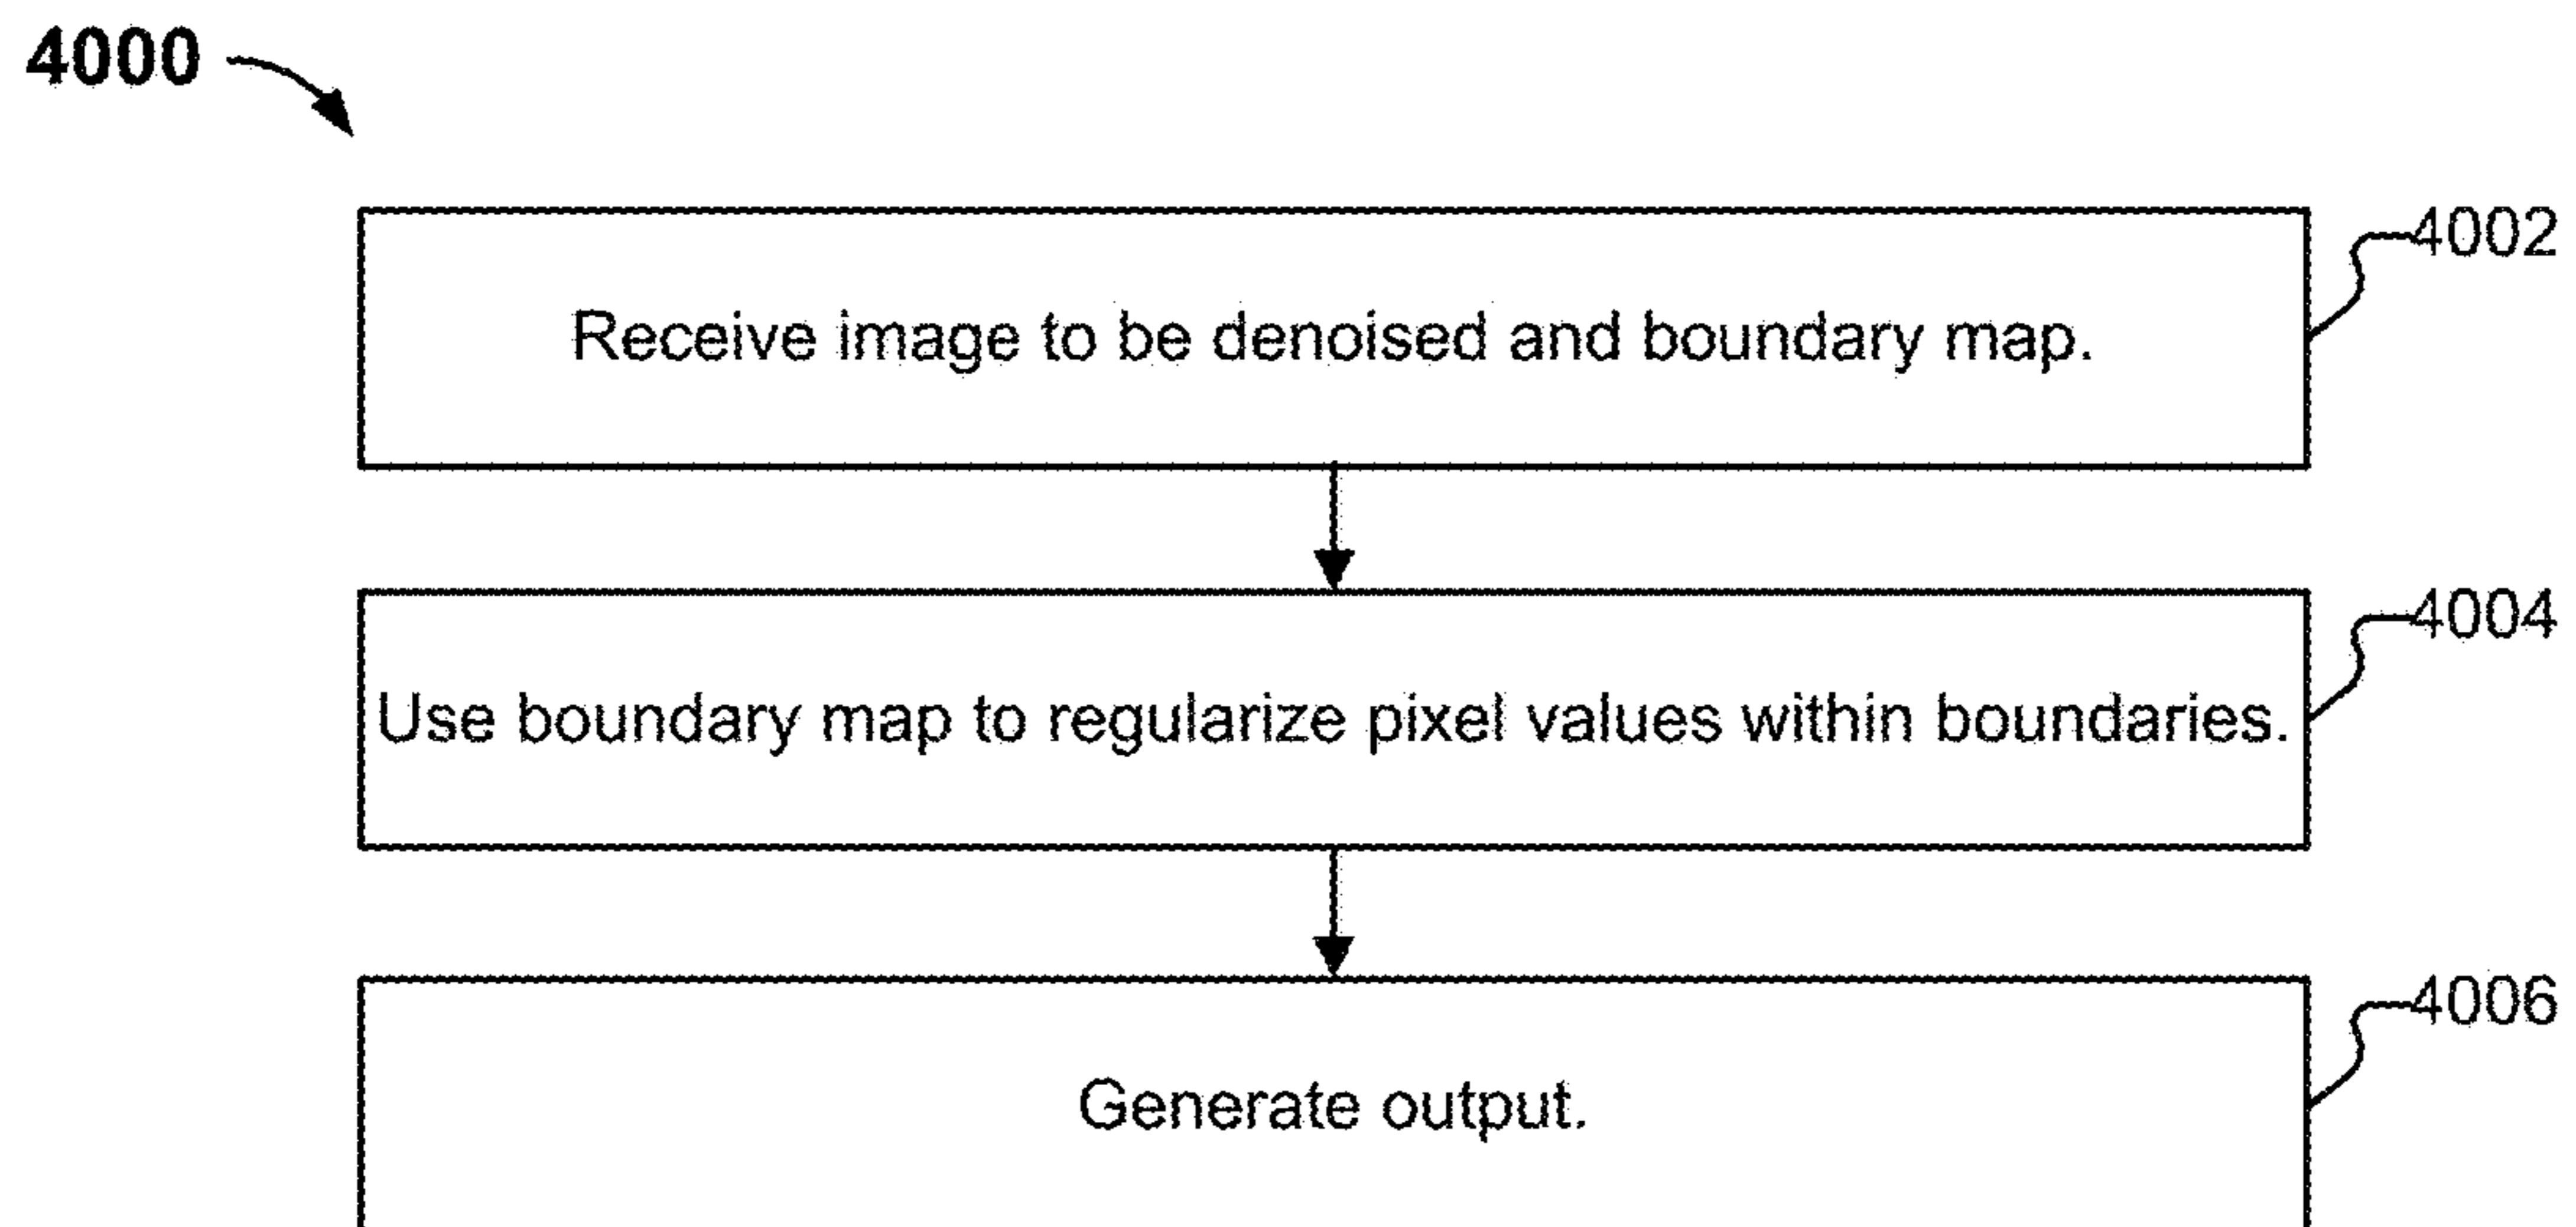 4000
4002
Receive image to be denoised and boundary map.
4004
Use boundary map to regularize pixel values within boundaries.
4006
Generate output.